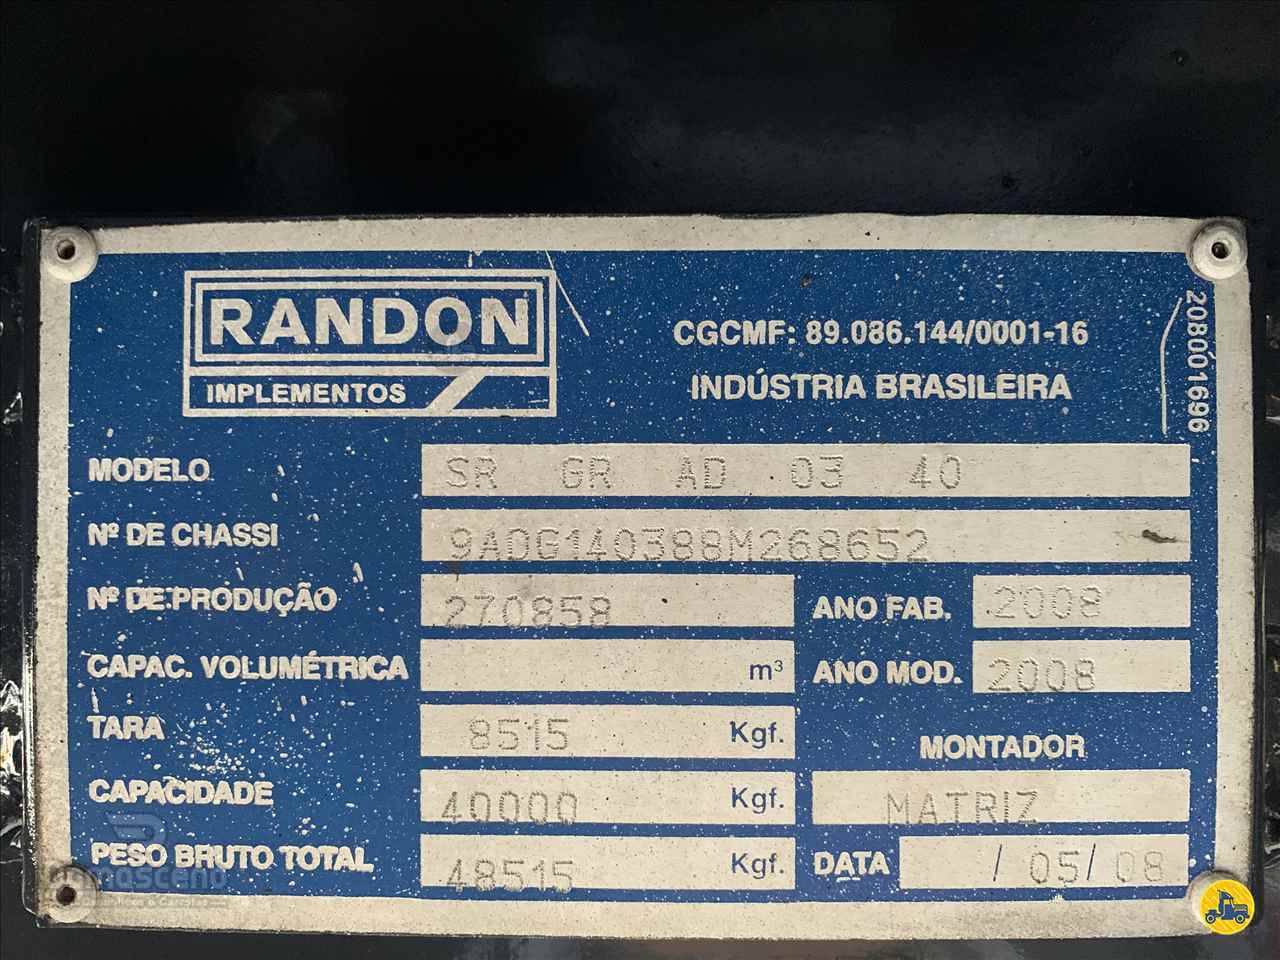 RANDON
IMPLEMENTOS
CGCMF: 89.086.144/0001-16
INDÚSTRIA BRASILEIRA
2080001696
MODELO SR GR AD 03 40
Nº DE CHASSI 9ADG140388M268652
Nº DE PRODUÇÃO 270858 ANO FAB. 2008
CAPAC. VOLUMÉTRICA m³ ANO MOD. 2008
TARA 8515 Kgf.
MONTADOR
CAPACIDADE 40000 Kgf. MATRIZ
PESO BRUTO TOTAL 48515 Kgf. DATA / 05/ 08